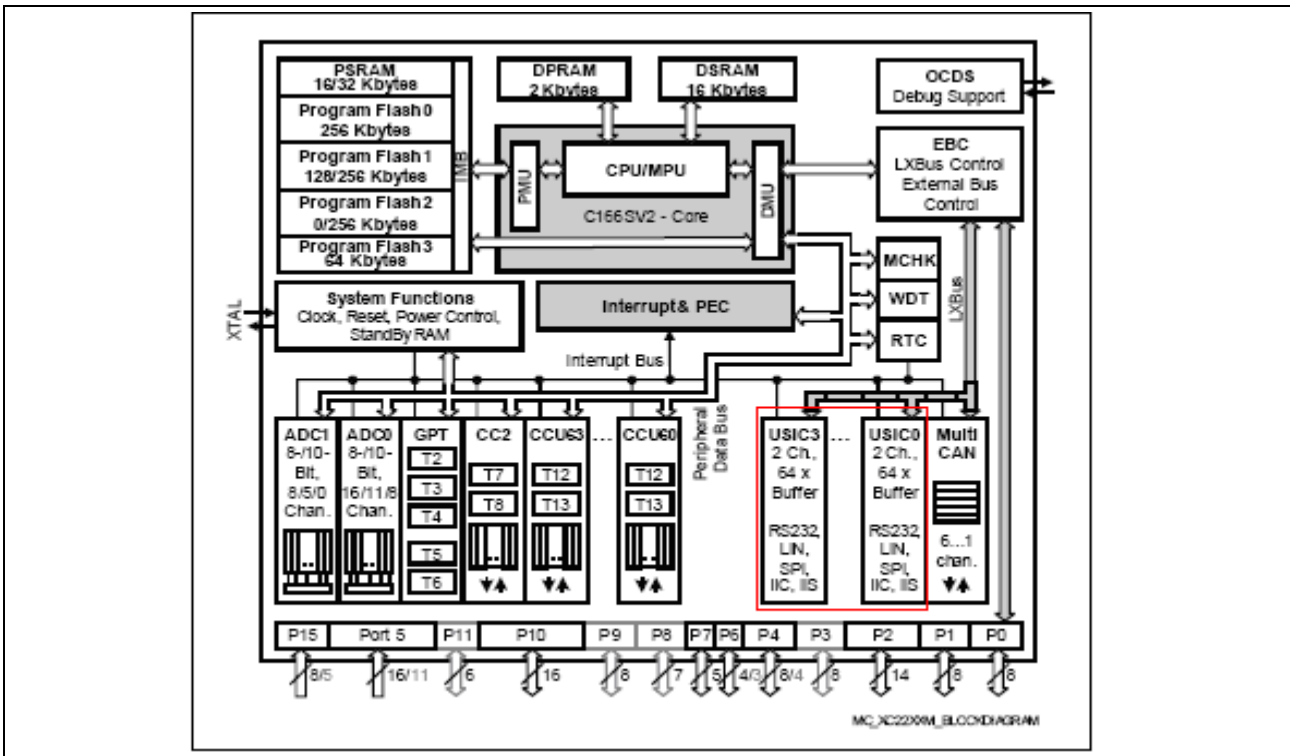 PSRAM
16/32 Kbytes
Program Flash 0
256 Kbytes
Program Flash 1
128/256 Kbytes
Program Flash 2
0/256 Kbytes
Program Flash 3
64 Kbytes
IMB
DPRAM
2 Kbytes
DSRAM
16 Kbytes
PMU
CPU/MPU
DMU
C166SV2 - Core
OCDS
Debug Support
EBC
LXBus Control
External Bus
Control
XTAL
System Functions
Clock, Reset, Power Control,
StandBy RAM
Interrupt & PEC
MCHK
WDT
RTC
LXBus
Interrupt Bus
Peripheral
Data Bus
ADC1
8-/10-
Bit,
8/5/0
Chan.
ADC0
8-/10-
Bit,
16/11/8
Chan.
GPT
T2
T3
T4
T5
T6
CC2
T7
T8
CCU63
T12
T13
...
CCU60
T12
T13
USIC3
2 Ch.,
64 x
Buffer
RS232,
LIN,
SPI,
IIC, IIS
...
USIC0
2 Ch.,
64 x
Buffer
RS232,
LIN,
SPI,
IIC, IIS
Multi
CAN
6...1
chan.
P15 Port 5 P11 P10 P9 P8 P7 P6 P4 P3 P2 P1 P0
8/5 16/11 6 16 8 7 5 4/3 8/4 8 14 8 8
MC_XC22XXM_BLOCKDIAGRAM